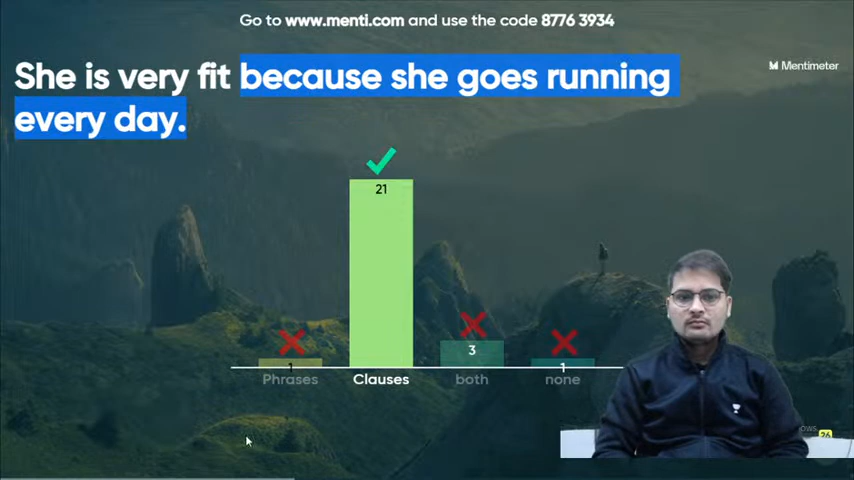 Go to www.menti.com and use the code 8776 3934
She is very fit because she goes running
every day.
Mentimeter
21
3
1
1
Phrases
Clauses
both
none
26